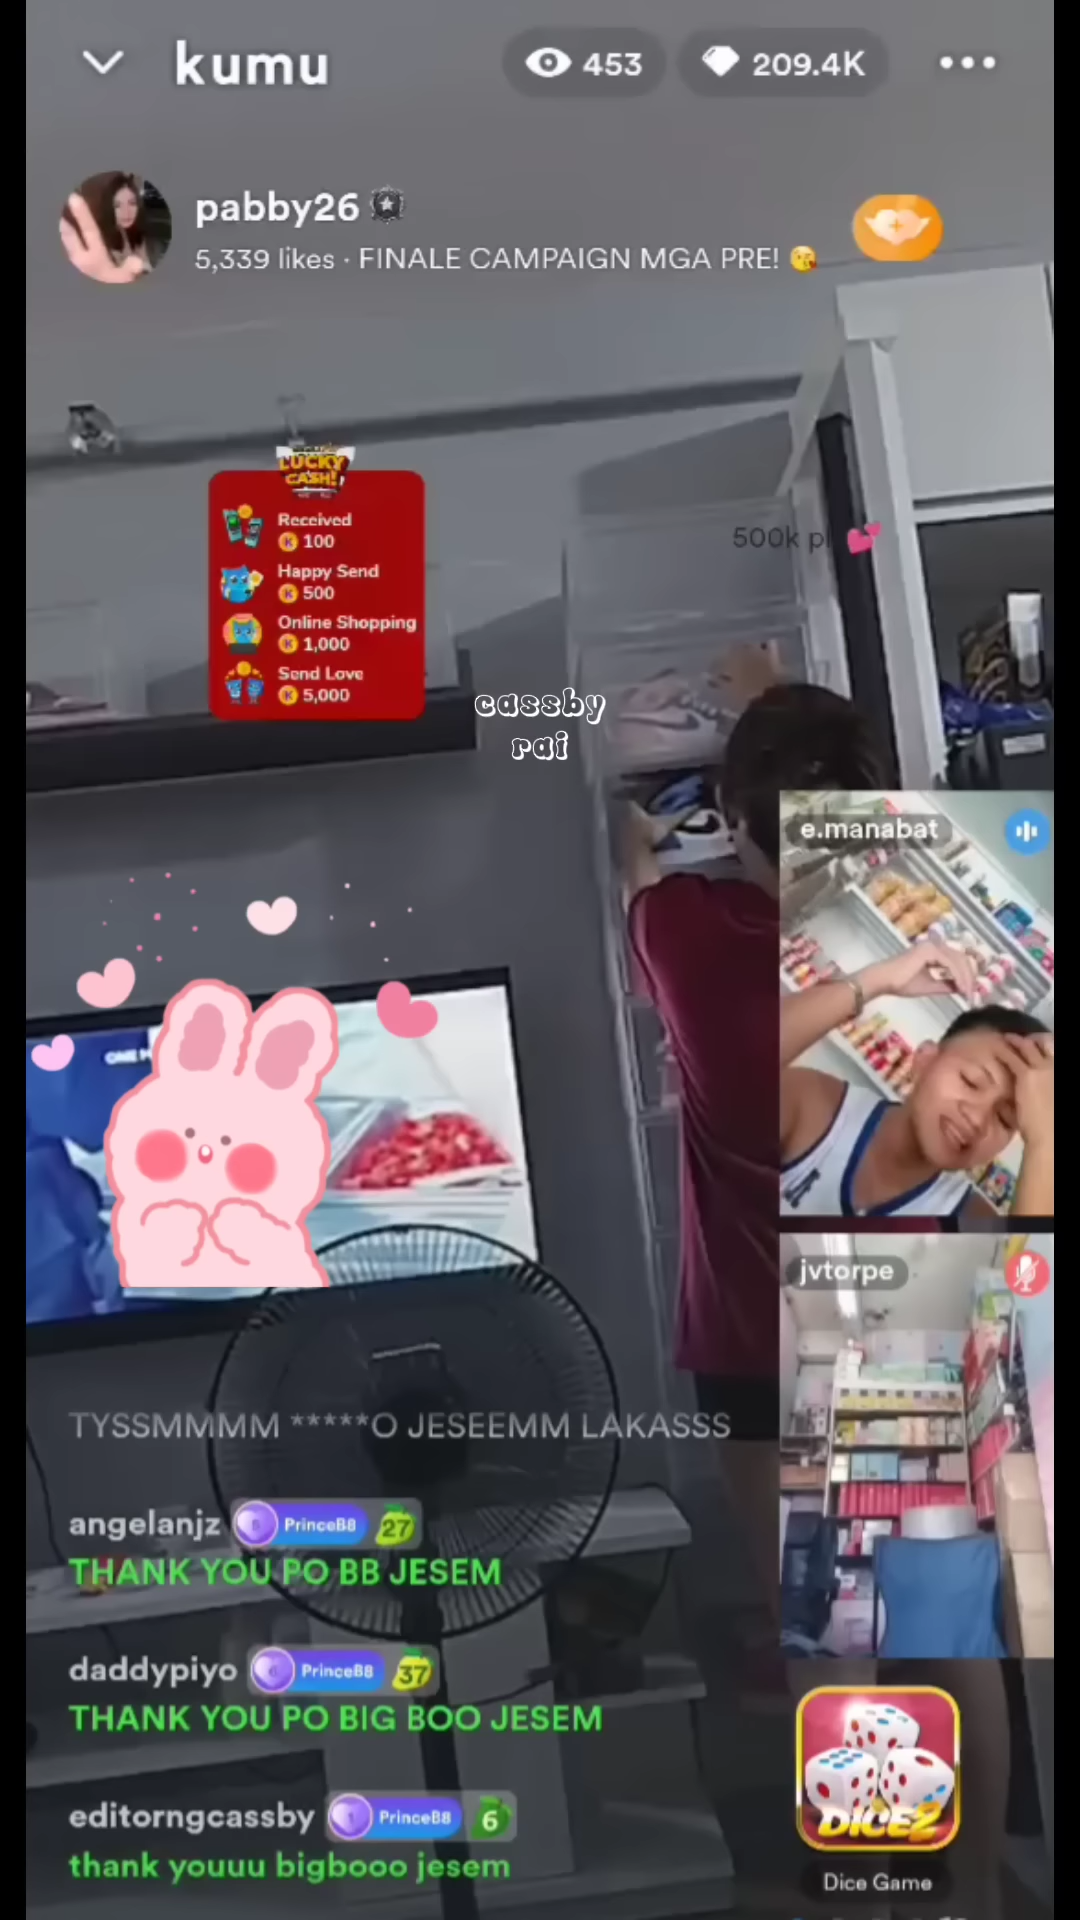 kumu
453
209.4K
pabby26
5,339 likes · FINALE CAMPAIGN MGA PRE! 😘
LUCKY
CASH!
Received
K 100
Happy Send
K 500
Online Shopping
K 1,000
Send Love
K 5,000
500k pl 💕
cassby
rai
e.manabat
jvtorpe
TYSSMMMM *****O JESEEMM LAKASSS
angelanjz PrinceB8 27
THANK YOU PO BB JESEM
daddypiyo PrinceB8 37
THANK YOU PO BIG BOO JESEM
editorngcassby PrinceB8 6
thank youuu bigbooo jesem
DICE2
Dice Game